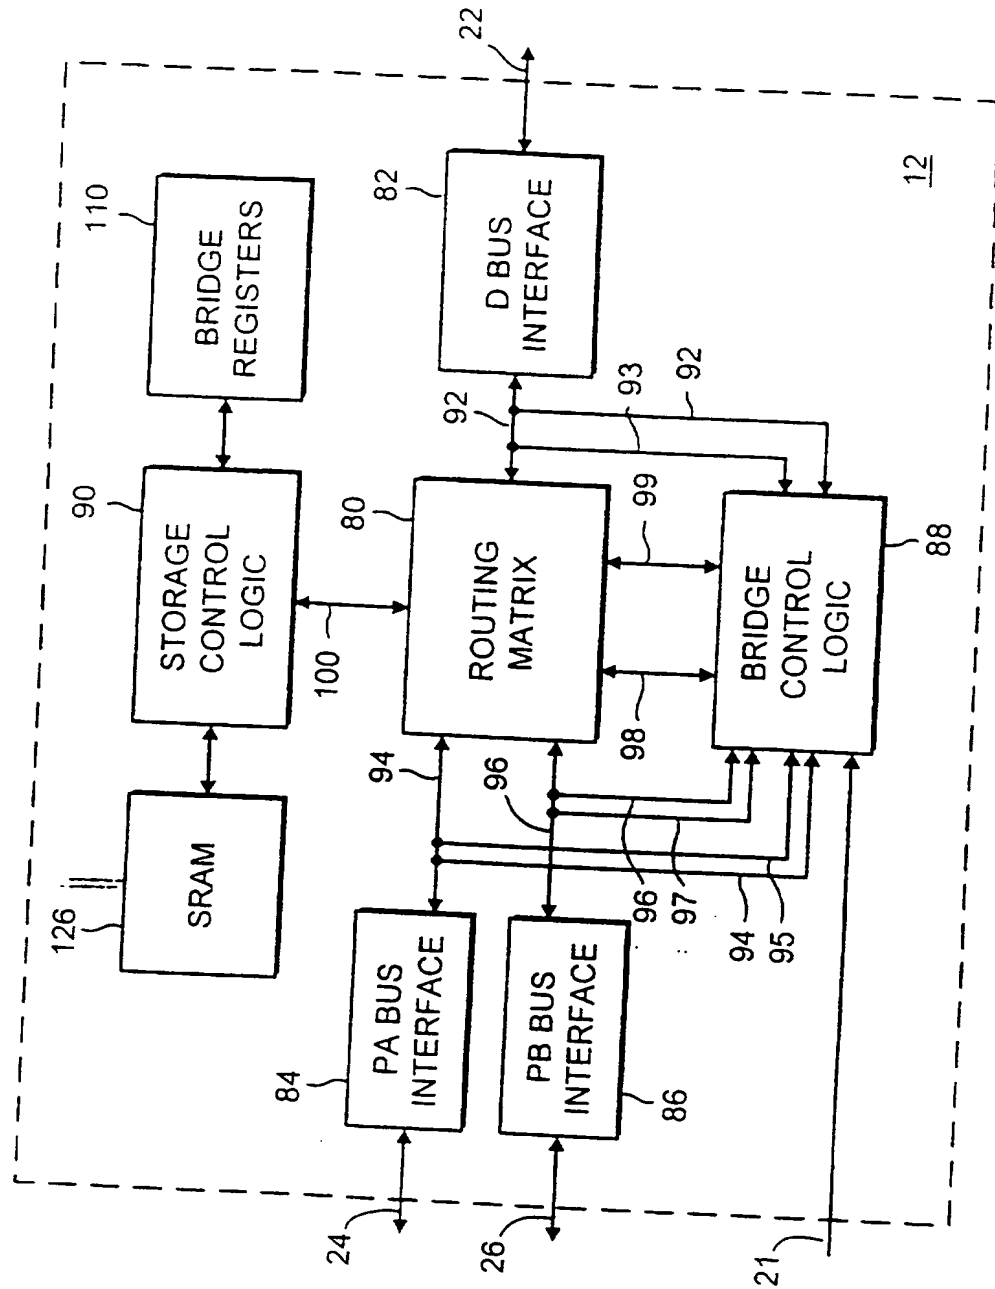 126
SRAM
90
STORAGE
CONTROL
LOGIC
110
BRIDGE
REGISTERS
100
24
84
PA BUS
INTERFACE
94
80
ROUTING
MATRIX
92
82
D BUS
INTERFACE
22
26
86
PB BUS
INTERFACE
96
96
97
94
95
98
99
93
92
21
BRIDGE
CONTROL
LOGIC
88
12